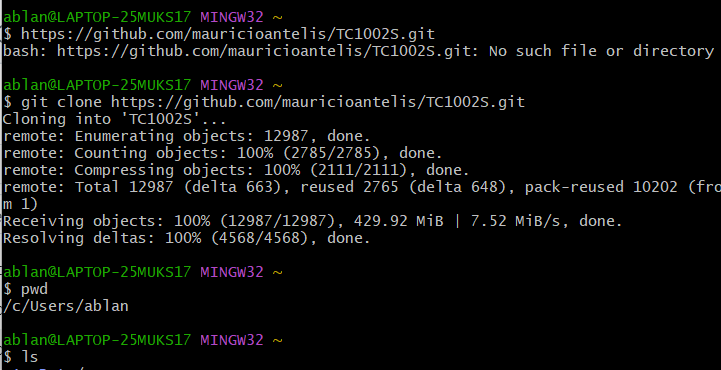 ablan@LAPTOP-25MUKS17 MINGW32 ~
$ https://github.com/mauricioantelis/TC1002S.git
bash: https://github.com/mauricioantelis/TC1002S.git: No such file or directory
ablan@LAPTOP-25MUKS17 MINGW32 ~
$ git clone https://github.com/mauricioantelis/TC1002S.git
Cloning into 'TC1002S'...
remote: Enumerating objects: 12987, done.
remote: Counting objects: 100% (2785/2785), done.
remote: Compressing objects: 100% (2111/2111), done.
remote: Total 12987 (delta 663), reused 2765 (delta 648), pack-reused 10202 (fro
m 1)
Receiving objects: 100% (12987/12987), 429.92 MiB | 7.52 MiB/s, done.
Resolving deltas: 100% (4568/4568), done.
ablan@LAPTOP-25MUKS17 MINGW32 ~
$ pwd
/c/Users/ablan
ablan@LAPTOP-25MUKS17 MINGW32 ~
$ ls